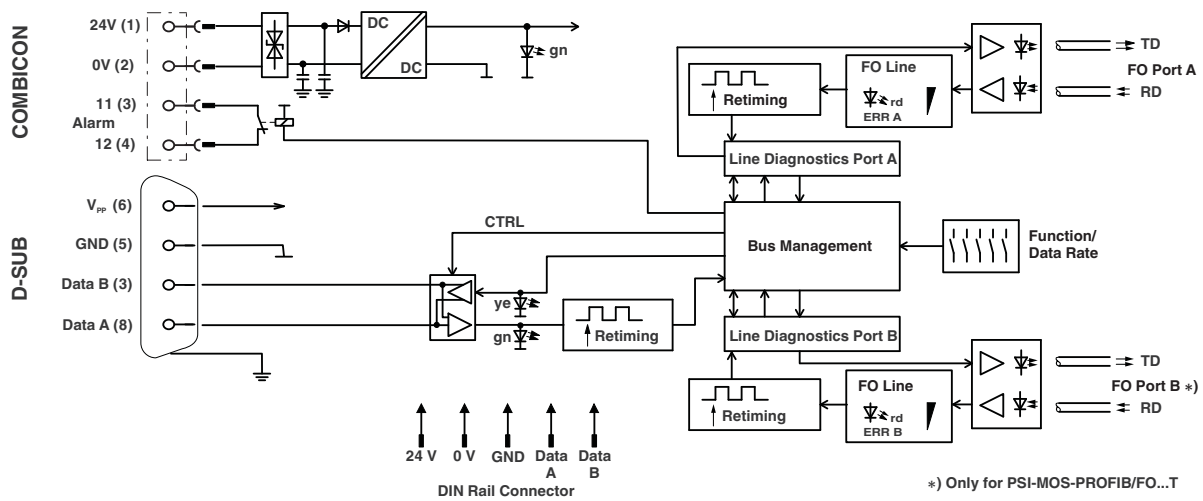 COMBICON
24V (1)
0V (2)
11 (3)
Alarm
12 (4)
DC
DC
gn
D-SUB
VPP (6)
GND (5)
Data B (3)
Data A (8)
CTRL
ye
gn
Retiming
Retiming
FO Line
rd
ERR A
TD
FO Port A
RD
Line Diagnostics Port A
Bus Management
Function/
Data Rate
Line Diagnostics Port B
Retiming
FO Line
rd
ERR B
TD
FO Port B *)
RD
24 V
0 V
GND
Data
A
Data
B
DIN Rail Connector
*) Only for PSI-MOS-PROFIB/FO...T